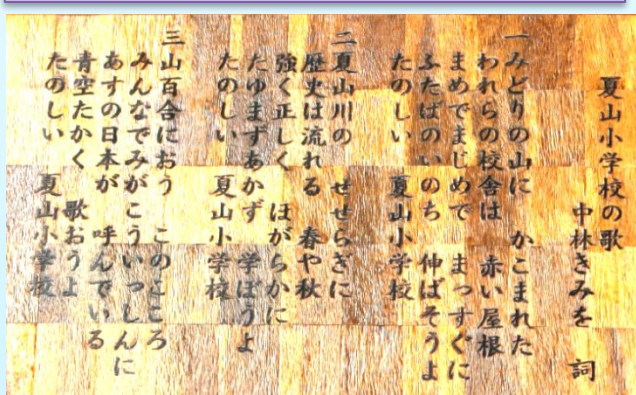 夏山小学校の歌
中林きみを 詞
一 みどりの山に かこまれた
われらの校舎は 赤い屋根
まめでまじめで まっすぐに
ふたばのいのち 伸ばそうよ
たのしい 夏山小学校
二 夏山川の せせらぎに
歴史は流れる 春や秋
強く正しく ほがらかに
たゆまずあかず 学ぼうよ
たのしい 夏山小学校
三 山百合におう このこころ
みんなでみがこう いっしんに
あすの日本が 呼んでいる
青空たかく 歌おうよ
たのしい 夏山小学校